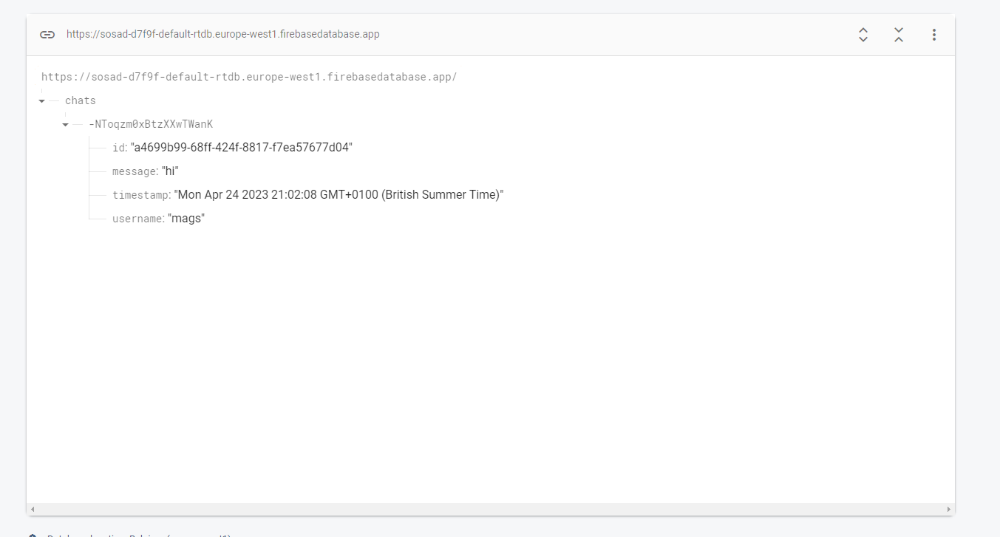 https://sosad-d7f9f-default-rtdb.europe-west1.firebasedatabase.app
https://sosad-d7f9f-default-rtdb.europe-west1.firebasedatabase.app/
chats
-NToqzm0xBtzXXwTWanK
id: "a4699b99-68ff-424f-8817-f7ea57677d04"
message: "hi"
timestamp: "Mon Apr 24 2023 21:02:08 GMT+0100 (British Summer Time)"
username: "mags"